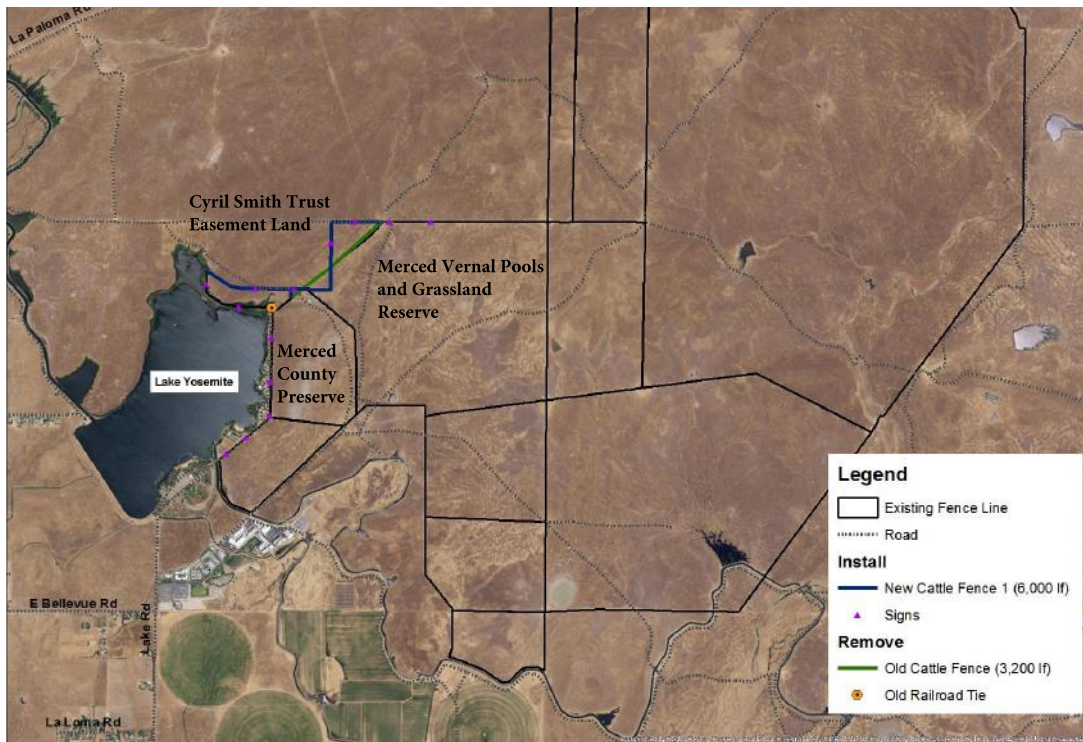 La Paloma Rd
Cyril Smith Trust
Easement Land
Merced Vernal Pools
and Grassland
Reserve
Merced
County
Preserve
Lake Yosemite
E Bellevue Rd
Lake Rd
La Loma Rd
Legend
Existing Fence Line
Road
Install
New Cattle Fence 1 (6,000 lf)
Signs
Remove
Old Cattle Fence (3,200 lf)
Old Railroad Tie